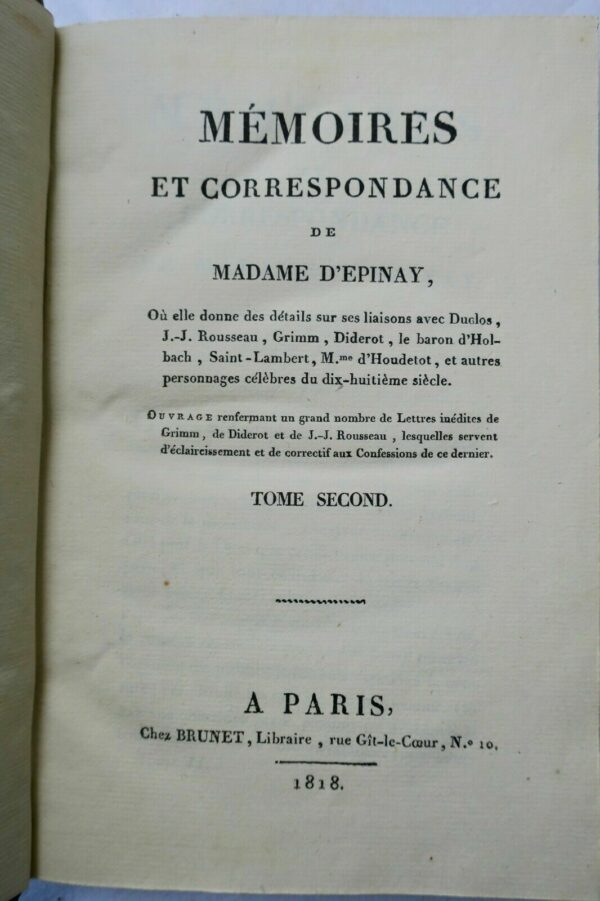 MÉMOIRES
ET CORRESPONDANCE
DE
MADAME D'EPINAY,
Où elle donne des détails sur ses liaisons avec Duclos,
J.-J. Rousseau, Grimm, Diderot, le baron d'Hol-
bach, Saint-Lambert, M.me d'Houdetot, et autres
personnages célèbres du dix-huitième siècle.
OUVRAGE renfermant un grand nombre de Lettres inédites de
Grimm, de Diderot et de J.-J. Rousseau, lesquelles servent
d'éclaircissement et de correctif aux Confessions de ce dernier.
TOME SECOND.
A PARIS,
Chez BRUNET, Libraire, rue Gît-le-Cœur, N.o 10.
1818.